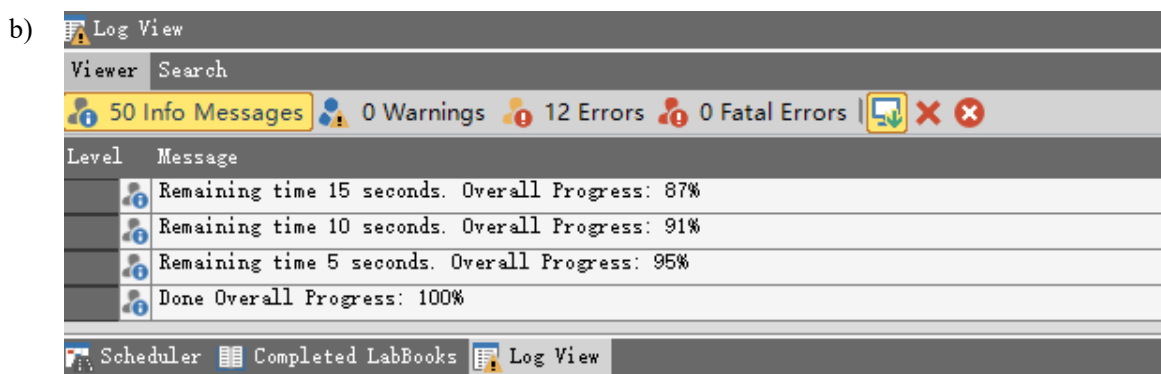 b)
Log View
Viewer Search
50 Info Messages 0 Warnings 12 Errors 0 Fatal Errors
Level Message
Remaining time 15 seconds. Overall Progress: 87%
Remaining time 10 seconds. Overall Progress: 91%
Remaining time 5 seconds. Overall Progress: 95%
Done Overall Progress: 100%
Scheduler Completed LabBooks Log View